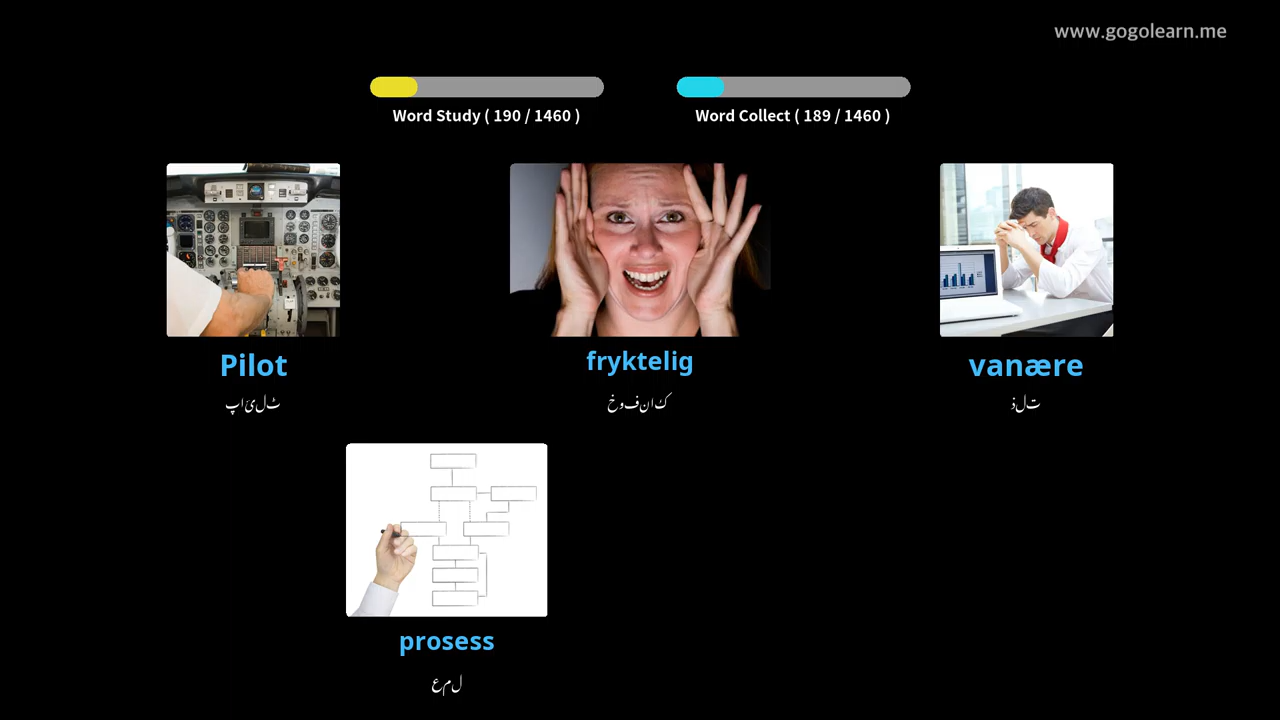 www.gogolearn.me
Word Study ( 190 / 1460 )
Word Collect ( 189 / 1460 )
Pilot
پائلٹ
fryktelig
خوفناک
vanære
ذلت
prosess
عمل